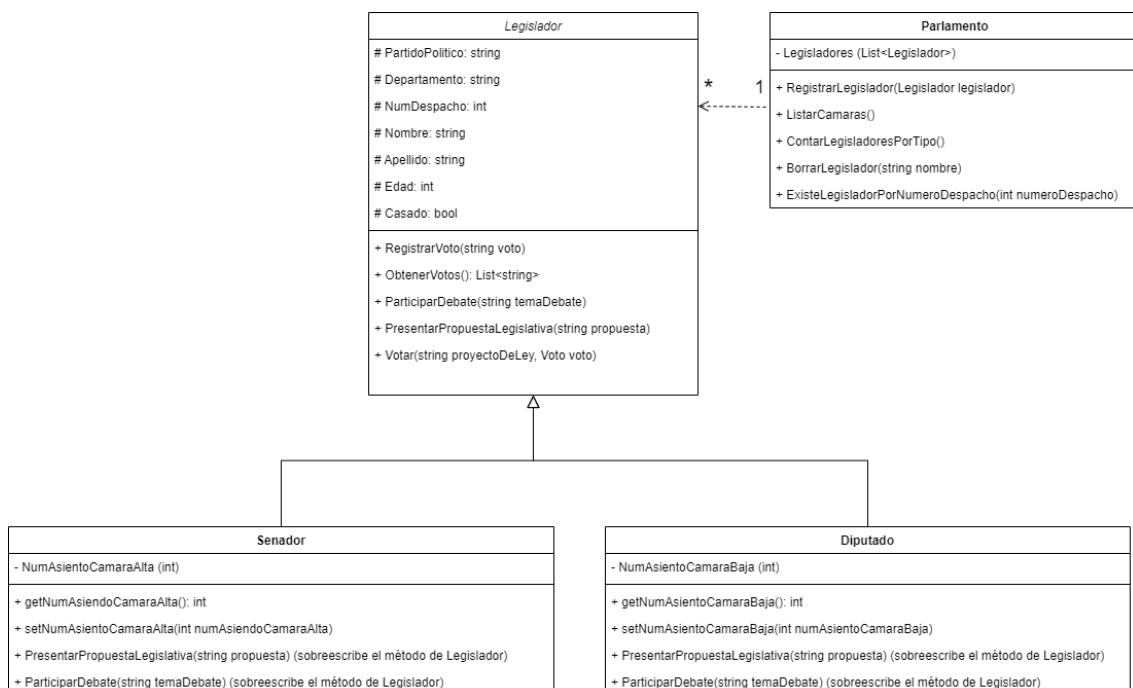 Legislador
# PartidoPolitico: string
# Departamento: string
# NumDespacho: int
# Nombre: string
# Apellido: string
# Edad: int
# Casado: bool
+ RegistrarVoto(string voto)
+ ObtenerVotos(): List<string>
+ ParticiparDebate(string temaDebate)
+ PresentarPropuestaLegislativa(string propuesta)
+ Votar(string proyectoDeLey, Voto voto)
* 1
Parlamento
- Legisladores (List<Legislador>)
+ RegistrarLegislador(Legislador legislador)
+ ListarCamaras()
+ ContarLegisladoresPorTipo()
+ BorrarLegislador(string nombre)
+ ExisteLegisladorPorNumeroDespacho(int numeroDespacho)
Senador
- NumAsientoCamaraAlta (int)
+ getNumAsiendoCamaraAlta(): int
+ setNumAsientoCamaraAlta(int numAsiendoCamaraAlta)
+ PresentarPropuestaLegislativa(string propuesta) (sobreescribe el método de Legislador)
+ ParticiparDebate(string temaDebate) (sobreescribe el método de Legislador)
Diputado
- NumAsientoCamaraBaja (int)
+ getNumAsientoCamaraBaja(): int
+ setNumAsientoCamaraBaja(int numAsientoCamaraBaja)
+ PresentarPropuestaLegislativa(string propuesta) (sobreescribe el método de Legislador)
+ ParticiparDebate(string temaDebate) (sobreescribe el método de Legislador)